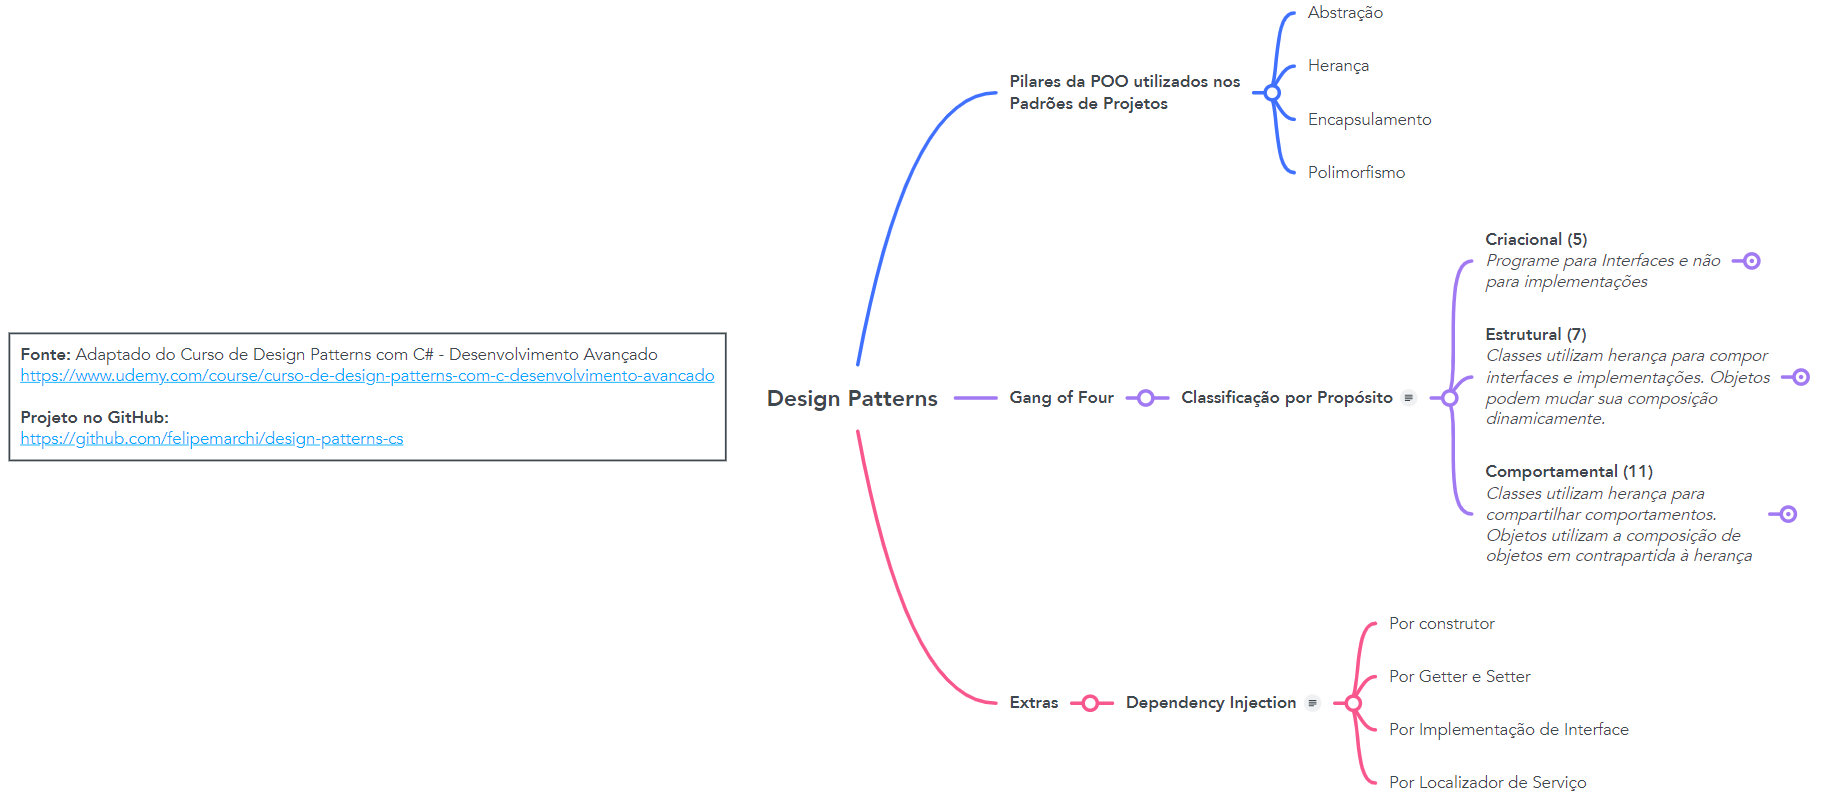 Fonte: Adaptado do Curso de Design Patterns com C# - Desenvolvimento Avançado
https://www.udemy.com/course/curso-de-design-patterns-com-c-desenvolvimento-avancado
Projeto no GitHub:
https://github.com/felipemarchi/design-patterns-cs
Design Patterns
Pilares da POO utilizados nos
Padrões de Projetos
Abstração
Herança
Encapsulamento
Polimorfismo
Gang of Four
Classificação por Propósito
Criacional (5)
Programe para Interfaces e não
para implementações
Estrutural (7)
Classes utilizam herança para compor
interfaces e implementações. Objetos
podem mudar sua composição
dinamicamente.
Comportamental (11)
Classes utilizam herança para
compartilhar comportamentos.
Objetos utilizam a composição de
objetos em contrapartida à herança
Extras
Dependency Injection
Por construtor
Por Getter e Setter
Por Implementação de Interface
Por Localizador de Serviço